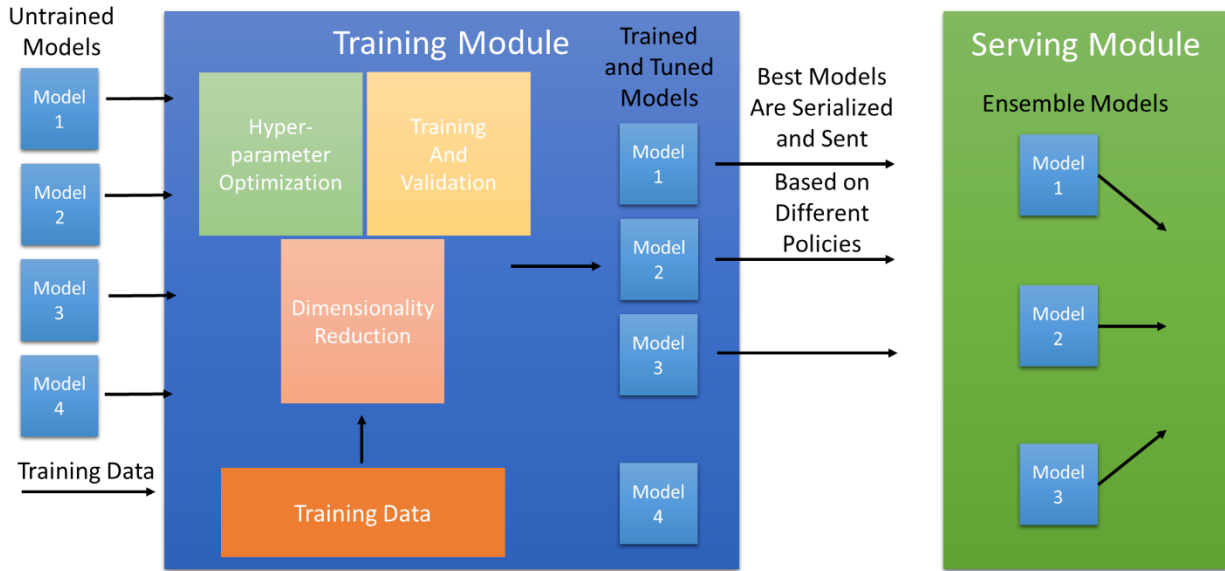 Untrained
Models
Model
1
Model
2
Model
3
Model
4
Training Data
Training Module
Hyper-
parameter
Optimization
Training
And
Validation
Dimensionality
Reduction
Training Data
Trained
and Tuned
Models
Model
1
Model
2
Model
3
Model
4
Best Models
Are Serialized
and Sent
Based on
Different
Policies
Serving Module
Ensemble Models
Model
1
Model
2
Model
3